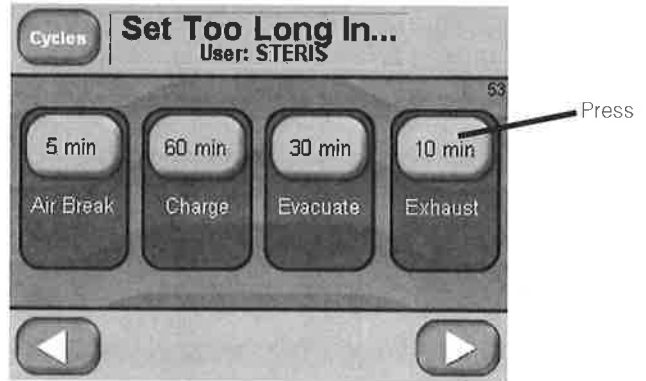 Cycles
Set Too Long In...
User: STERIS
53
Press
5 min
60 min
30 min
10 min
Air Break
Charge
Evacuate
Exhaust